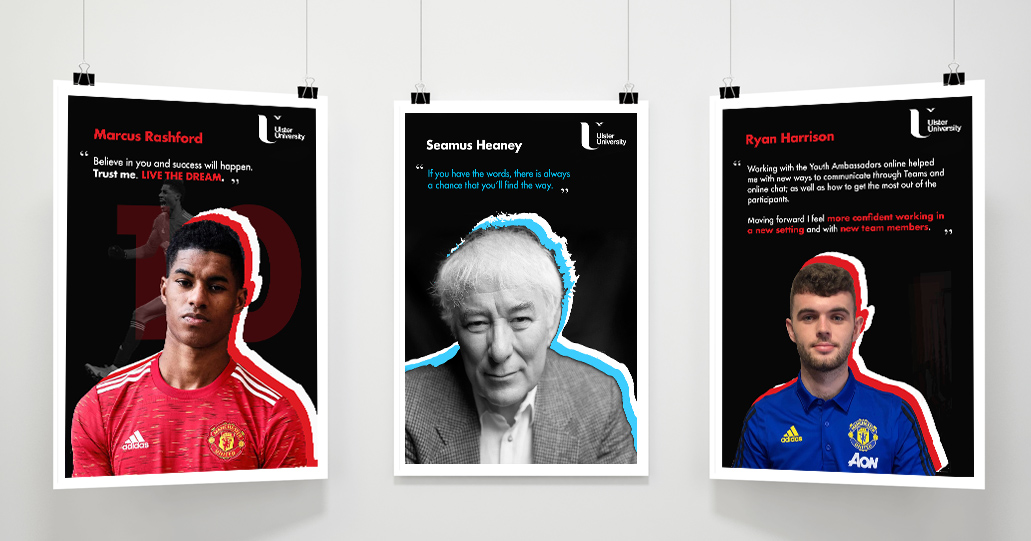 Marcus Rashford
Ulster
University
“ Believe in you and success will happen.
Trust me. LIVE THE DREAM. ”
10
adidas
MANCHESTER
UNITED
Seamus Heaney
Ulster
University
“ If you have the words, there is always
a chance that you'll find the way. ”
Ryan Harrison
Ulster
University
“ Working with the Youth Ambassadors online helped
me with new ways to communicate through Teams and
online chat; as well as how to get the most out of the
participants.
Moving forward I feel more confident working in
a new setting and with new team members. ”
adidas
MANCHESTER
UNITED
AON